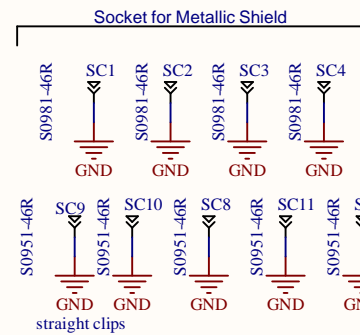 Socket for Metallic Shield
S0981-46R SC1 S0981-46R SC2 S0981-46R SC3 S0981-46R SC4
GND GND GND GND
S0951-46R SC9 S0951-46R SC10 S0951-46R SC8 S0951-46R SC11 S0951-46R
GND GND GND GND
straight clips